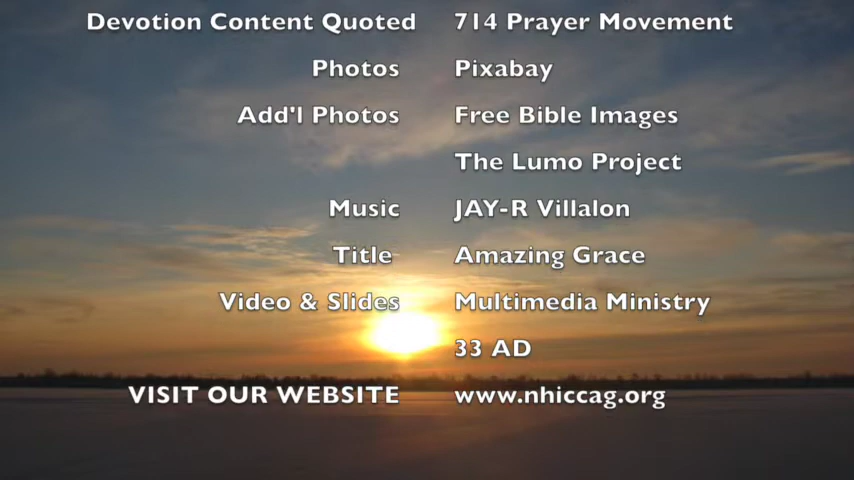 Devotion Content Quoted 714 Prayer Movement
Photos Pixabay
Add'l Photos Free Bible Images
The Lumo Project
Music JAY-R Villalon
Title Amazing Grace
Video & Slides Multimedia Ministry
33 AD
VISIT OUR WEBSITE www.nhiccag.org